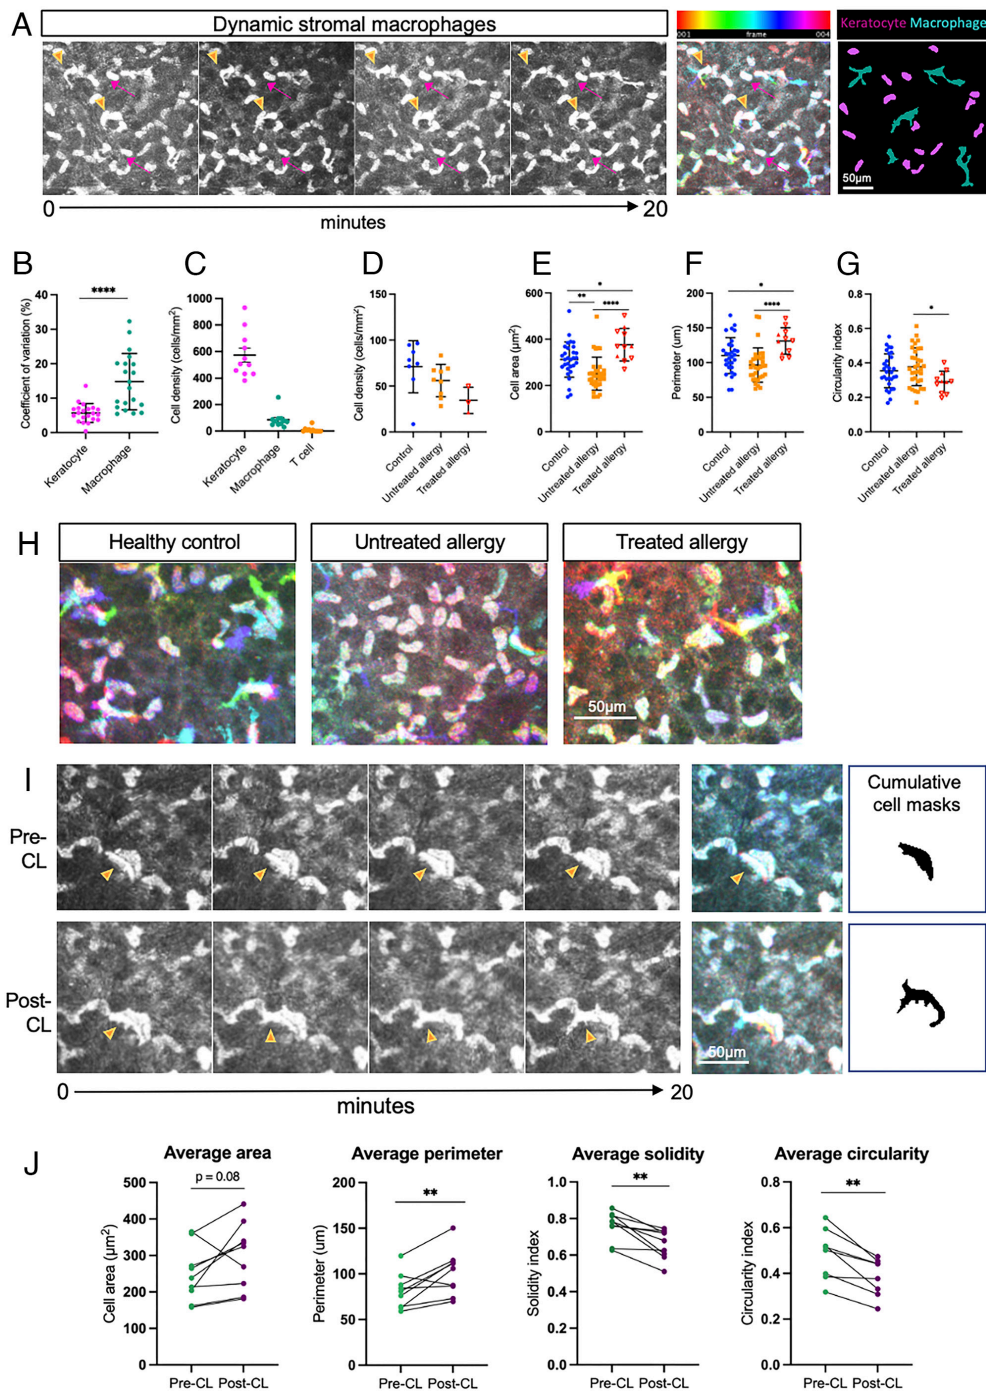 A
Dynamic stromal macrophages
001 frame 004
Keratocyte Macrophage
50µm
0 20
minutes
B
Coefficient of variation (%)
40
30
20
10
0
****
Keratocyte
Macrophage
C
Cell density (cells/mm²)
1000
800
600
400
200
0
Keratocyte
Macrophage
T cell
D
Cell density (cells/mm²)
150
100
50
0
Control
Untreated allergy
Treated allergy
E
Cell area (µm²)
600
400
200
0
*
** ****
Control
Untreated allergy
Treated allergy
F
Perimeter (um)
200
150
100
50
0
*
****
Control
Untreated allergy
Treated allergy
G
Circularity index
0.8
0.6
0.4
0.2
0.0
*
Control
Untreated allergy
Treated allergy
H
Healthy control
Untreated allergy
Treated allergy
50µm
I
Pre-
CL
Cumulative
cell masks
Post-
CL
50µm
0 20
minutes
J
Average area
p = 0.08
Cell area (µm²)
500
400
300
200
100
0
Pre-CL Post-CL
Average perimeter
**
Perimeter (um)
200
150
100
50
0
Pre-CL Post-CL
Average solidity
**
Solidity index
1.0
0.8
0.6
0.4
0.2
0.0
Pre-CL Post-CL
Average circularity
**
Circularity index
0.8
0.6
0.4
0.2
0.0
Pre-CL Post-CL